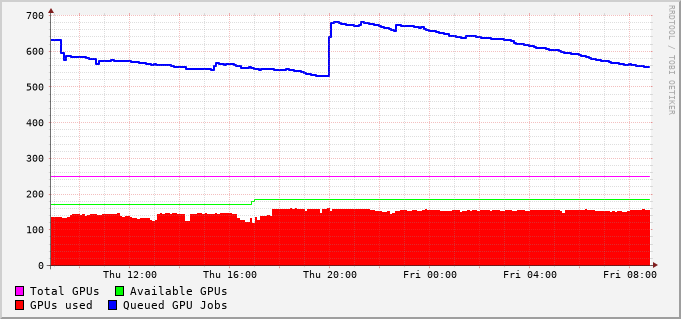 700
600
500
400
300
200
100
0
Thu 12:00 Thu 16:00 Thu 20:00 Fri 00:00 Fri 04:00 Fri 08:00
Total GPUs Available GPUs
GPUs used Queued GPU Jobs
RRDTOOL / TOBI OETIKER